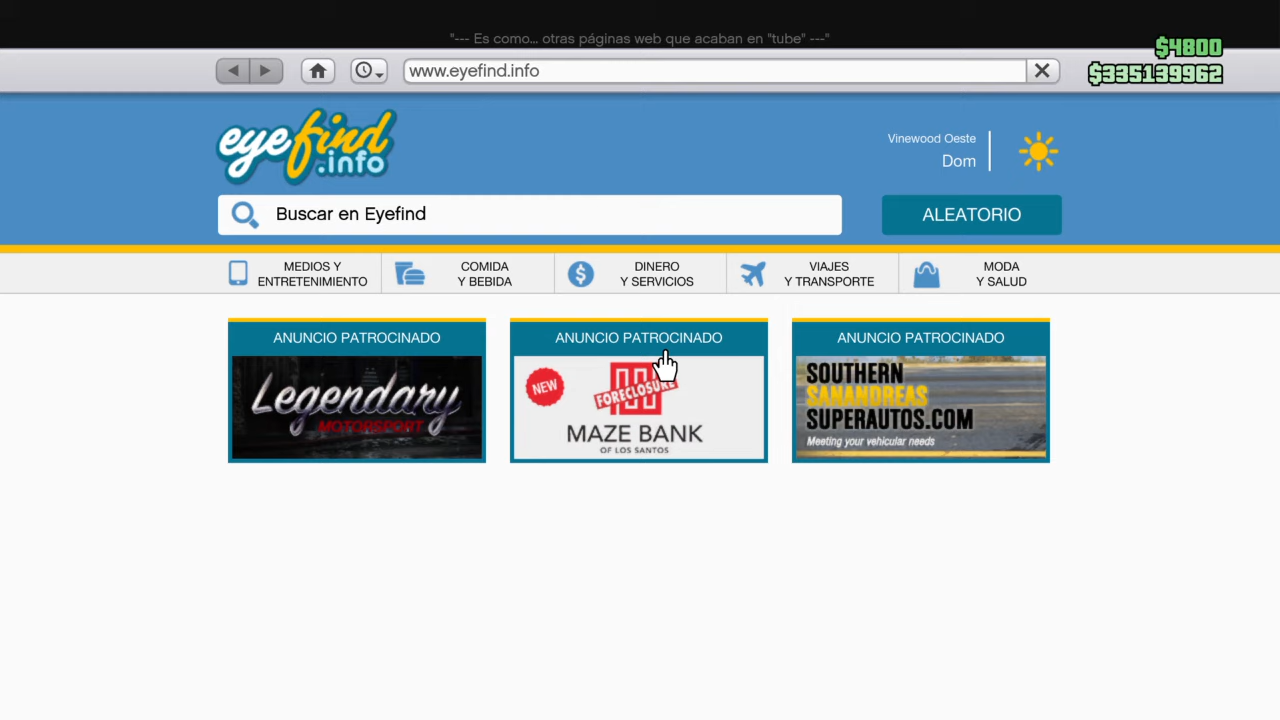 "--- Es como... otras páginas web que acaban en "tube" ---"
$4800
www.eyefind.info
$335139962
eyefind
.info
Vinewood Oeste
Dom
Buscar en Eyefind
ALEATORIO
MEDIOS Y
ENTRETENIMIENTO
COMIDA
Y BEBIDA
DINERO
Y SERVICIOS
VIAJES
Y TRANSPORTE
MODA
Y SALUD
ANUNCIO PATROCINADO
Legendary
MOTORSPORT
ANUNCIO PATROCINADO
NEW
FORECLOSURE
MAZE BANK
OF LOS SANTOS
ANUNCIO PATROCINADO
SOUTHERN
SANANDREAS
SUPERAUTOS.COM
Meeting your vehicular needs